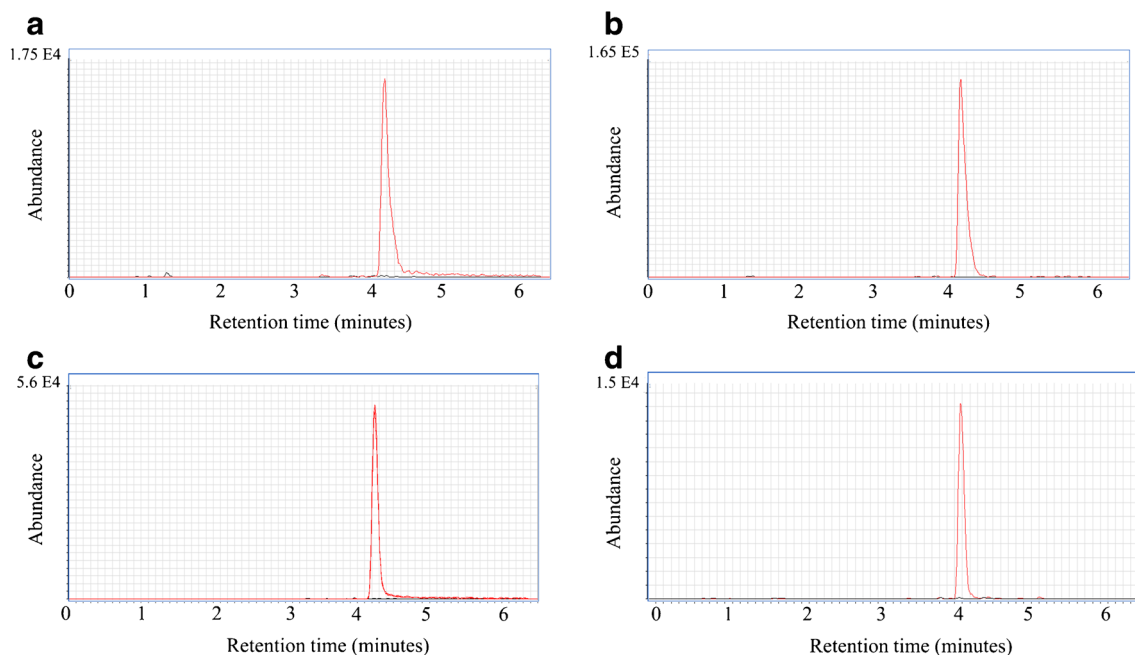 a
1.75 E4
Abundance
0 1 2 3 4 5 6
Retention time (minutes)
b
1.65 E5
Abundance
0 1 2 3 4 5 6
Retention time (minutes)
c
5.6 E4
Abundance
0 1 2 3 4 5 6
Retention time (minutes)
d
1.5 E4
Abundance
0 1 2 3 4 5 6
Retention time (minutes)